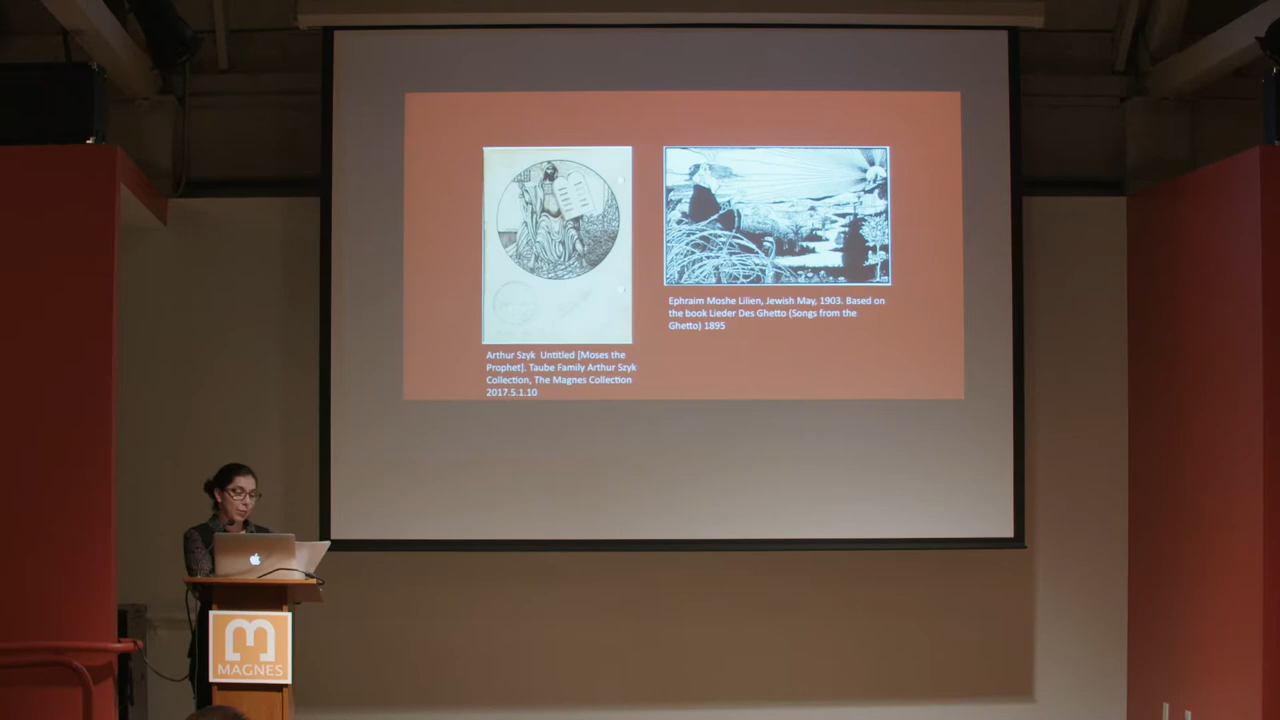 Arthur Szyk Untitled [Moses the
Prophet]. Taube Family Arthur Szyk
Collection, The Magnes Collection
2017.5.1.10
Ephraim Moshe Lilien, Jewish May, 1903. Based on
the book Lieder Des Ghetto (Songs from the
Ghetto) 1895
MAGNES